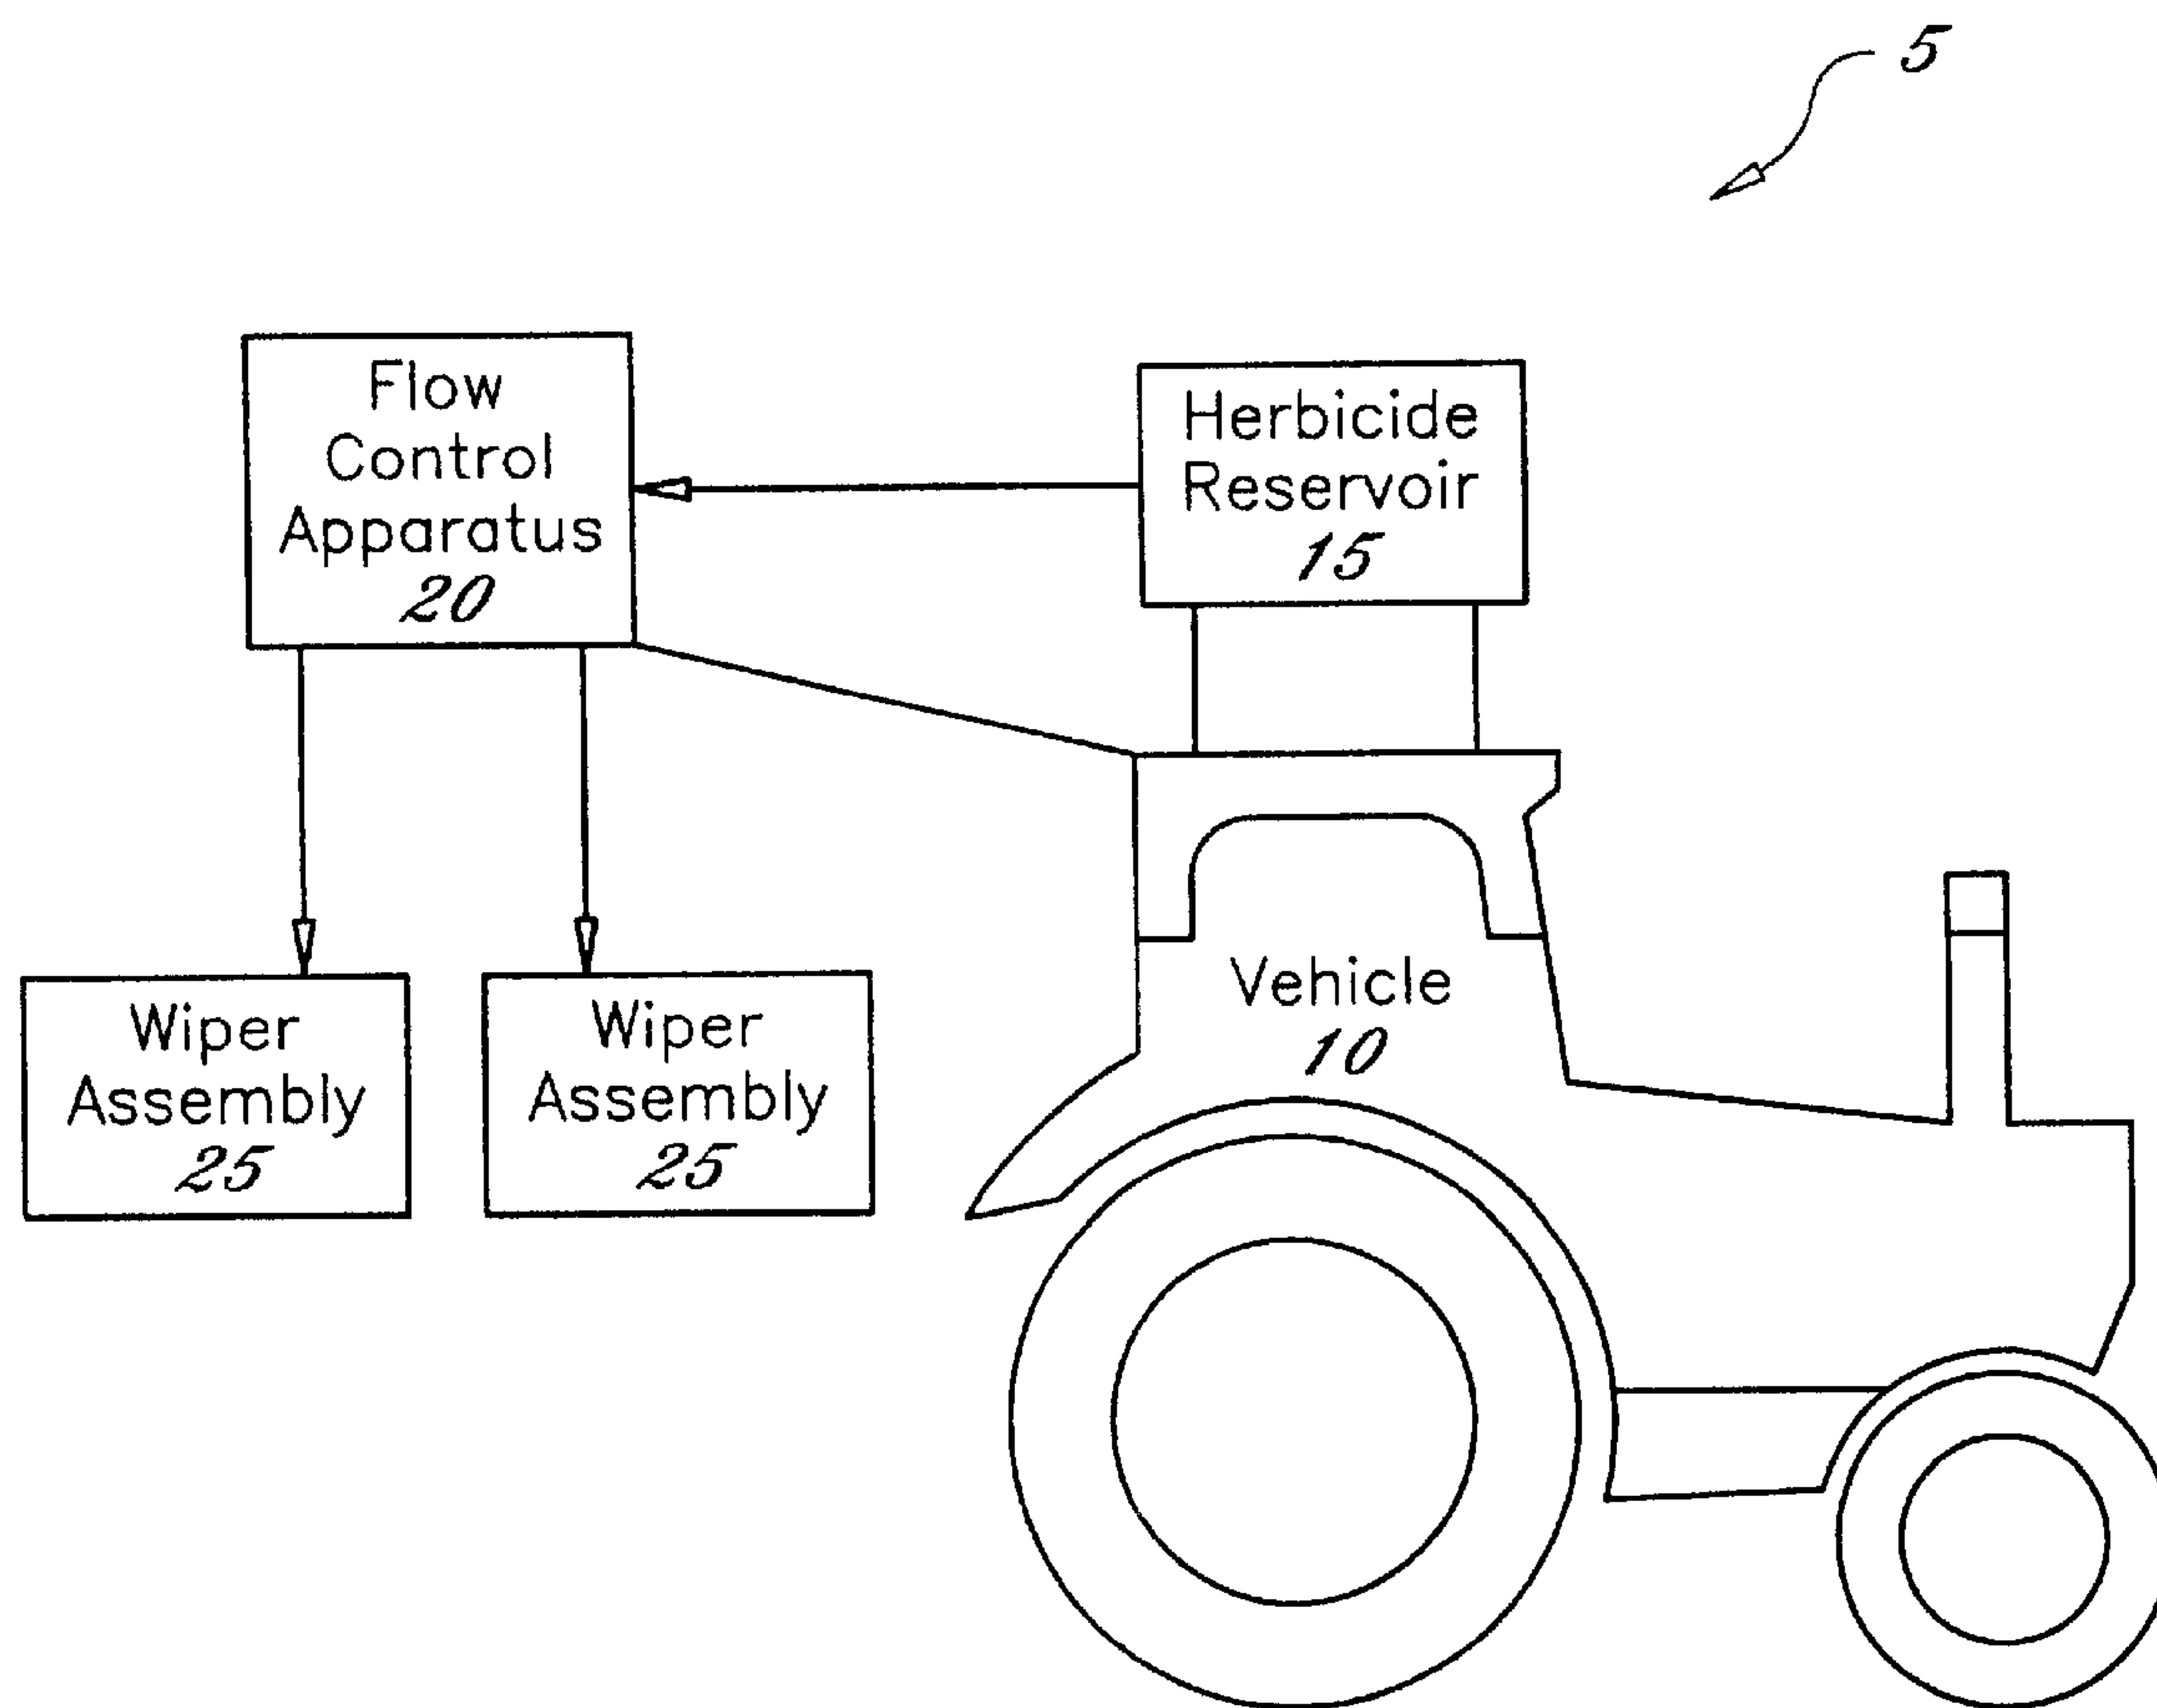 5
Flow
Control
Apparatus
20
Herbicide
Reservoir
15
Wiper
Assembly
25
Wiper
Assembly
25
Vehicle
10